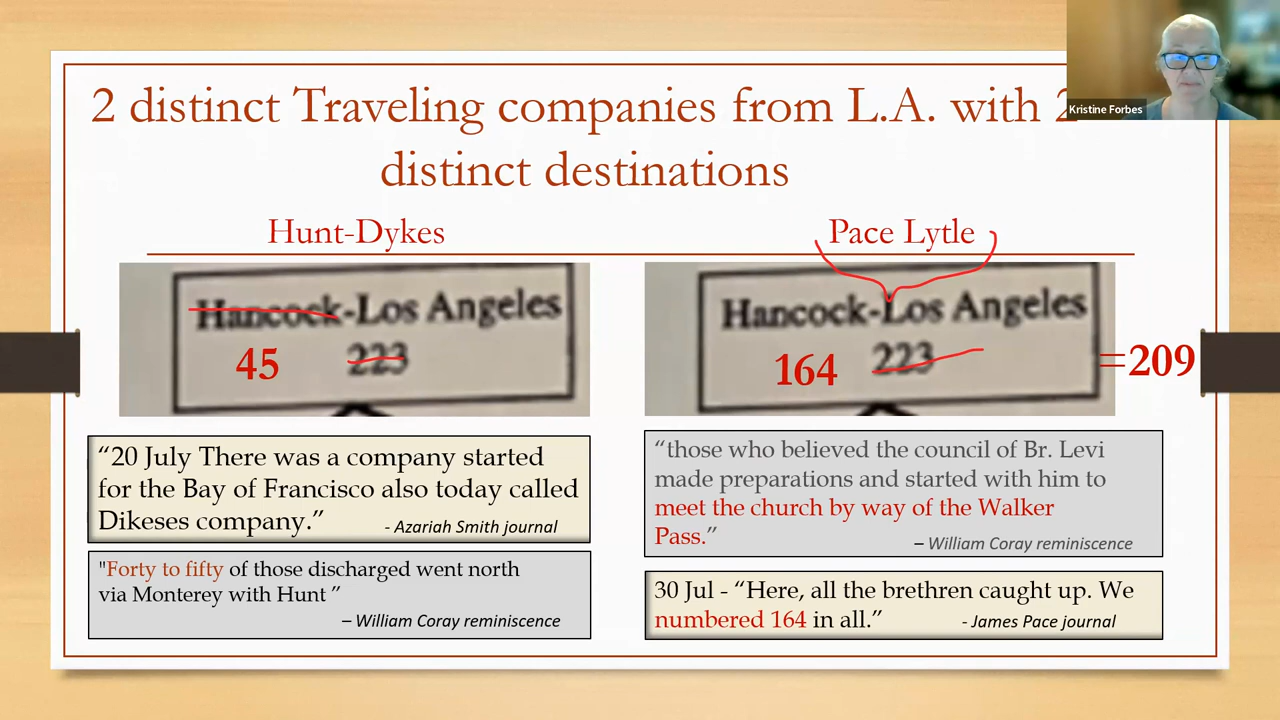 2 distinct Traveling companies from L.A. with 2
distinct destinations
Kristine Forbes
Hunt-Dykes
Hancock-Los Angeles
45 223
"20 July There was a company started
for the Bay of Francisco also today called
Dikeses company."
- Azariah Smith journal
"Forty to fifty of those discharged went north
via Monterey with Hunt "
– William Coray reminiscence
Pace Lytle
Hancock-Los Angeles
164 223 =209
“those who believed the council of Br. Levi
made preparations and started with him to
meet the church by way of the Walker
Pass.”
– William Coray reminiscence
30 Jul - “Here, all the brethren caught up. We
numbered 164 in all.”
- James Pace journal